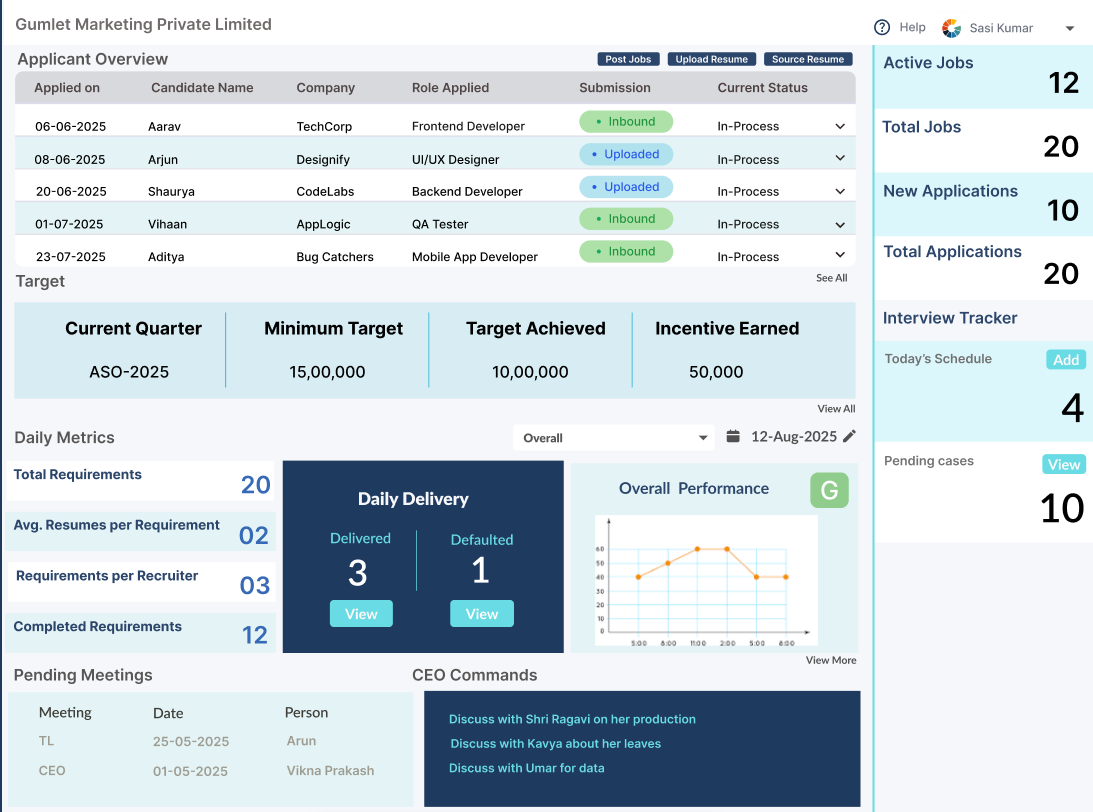 Gumlet Marketing Private Limited
Help
Sasi Kumar
Applicant Overview
Post Jobs Upload Resume Source Resume
Applied on Candidate Name Company Role Applied Submission Current Status
06-06-2025 Aarav TechCorp Frontend Developer • Inbound In-Process
08-06-2025 Arjun Designify UI/UX Designer • Uploaded In-Process
20-06-2025 Shaurya CodeLabs Backend Developer • Uploaded In-Process
01-07-2025 Vihaan AppLogic QA Tester • Inbound In-Process
23-07-2025 Aditya Bug Catchers Mobile App Developer • Inbound In-Process
See All
Target
Current Quarter Minimum Target Target Achieved Incentive Earned
ASO-2025 15,00,000 10,00,000 50,000
View All
Daily Metrics
Overall
12-Aug-2025
Total Requirements 20
Avg. Resumes per Requirement 02
Requirements per Recruiter 03
Completed Requirements 12
Daily Delivery
Delivered Defaulted
3 1
View View
Overall Performance
G
60
50
40
30
20
10
0
5:00 8:00 11:00 2:00 5:00 8:00
View More
Pending Meetings
Meeting Date Person
TL 25-05-2025 Arun
CEO 01-05-2025 Vikna Prakash
CEO Commands
Discuss with Shri Ragavi on her production
Discuss with Kavya about her leaves
Discuss with Umar for data
Active Jobs
12
Total Jobs
20
New Applications
10
Total Applications
20
Interview Tracker
Today's Schedule
Add
4
Pending cases
View
10